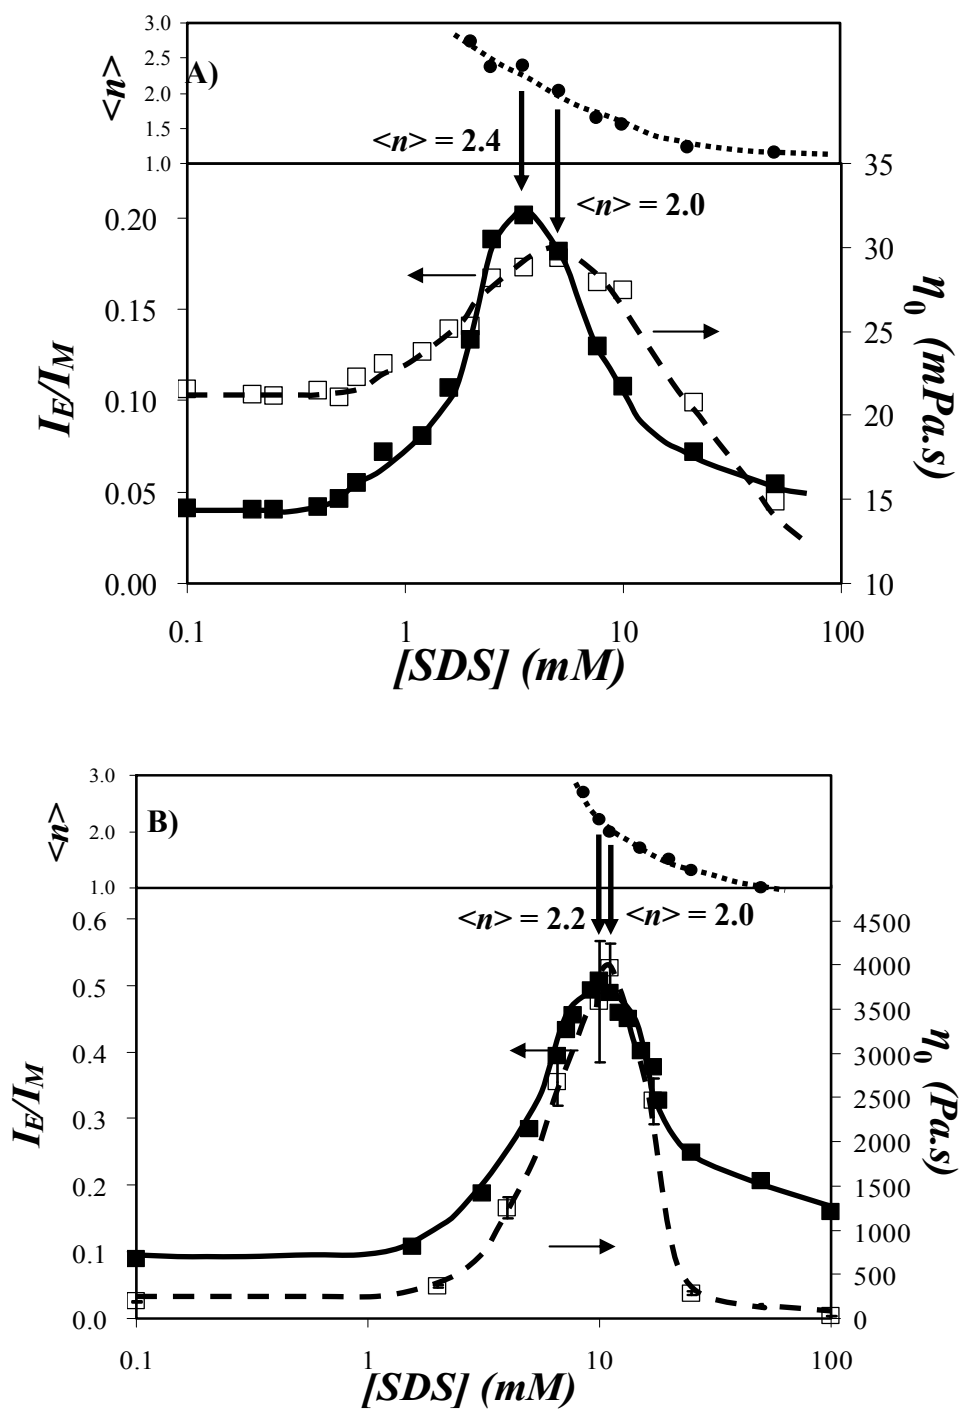 3.0
2.5
2.0
1.5
1.0
<n>
A)
<n> = 2.4
<n> = 2.0
0.20
0.15
0.10
0.05
0.00
I_E/I_M
35
30
25
20
15
10
η_0 (mPa.s)
0.1 1 10 100
[SDS] (mM)
3.0
2.0
1.0
<n>
B)
<n> = 2.2
<n> = 2.0
0.6
0.5
0.4
0.3
0.2
0.1
0.0
I_E/I_M
4500
4000
3500
3000
2500
2000
1500
1000
500
0
η_0 (Pa.s)
0.1 1 10 100
[SDS] (mM)